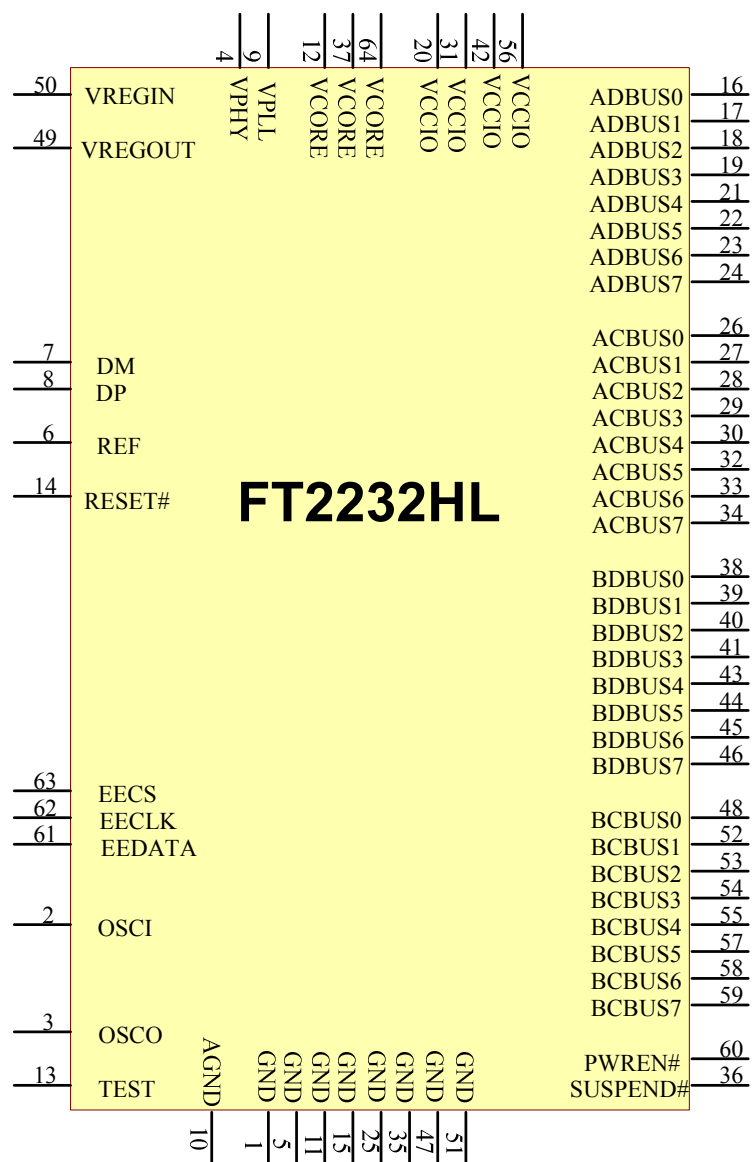 4 9 12 37 64 20 31 42 56
VPHY VPLL VCORE VCORE VCORE VCCIO VCCIO VCCIO VCCIO
50 VREGIN
49 VREGOUT
7 DM
8 DP
6 REF
14 RESET#
63 EECS
62 EECLK
61 EEDATA
2 OSCI
3 OSCO
13 TEST
FT2232HL
ADBUS0 16
ADBUS1 17
ADBUS2 18
ADBUS3 19
ADBUS4 21
ADBUS5 22
ADBUS6 23
ADBUS7 24
ACBUS0 26
ACBUS1 27
ACBUS2 28
ACBUS3 29
ACBUS4 30
ACBUS5 32
ACBUS6 33
ACBUS7 34
BDBUS0 38
BDBUS1 39
BDBUS2 40
BDBUS3 41
BDBUS4 43
BDBUS5 44
BDBUS6 45
BDBUS7 46
BCBUS0 48
BCBUS1 52
BCBUS2 53
BCBUS3 54
BCBUS4 55
BCBUS5 57
BCBUS6 58
BCBUS7 59
PWREN# 60
SUSPEND# 36
AGND GND GND GND GND GND GND GND GND
10 1 5 11 15 25 35 47 51